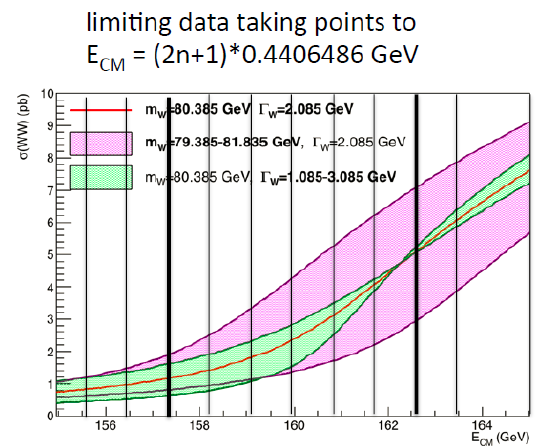 limiting data taking points to
E_CM = (2n+1)*0.4406486 GeV
σ(WW) (pb)
10
9
8
7
6
5
4
3
2
1
0
m_W=80.385 GeV Γ_W=2.085 GeV
m_W=79.385-81.835 GeV, Γ_W=2.085 GeV
m_W=80.385 GeV, Γ_W=1.085-3.085 GeV
156 158 160 162 164
E_CM (GeV)